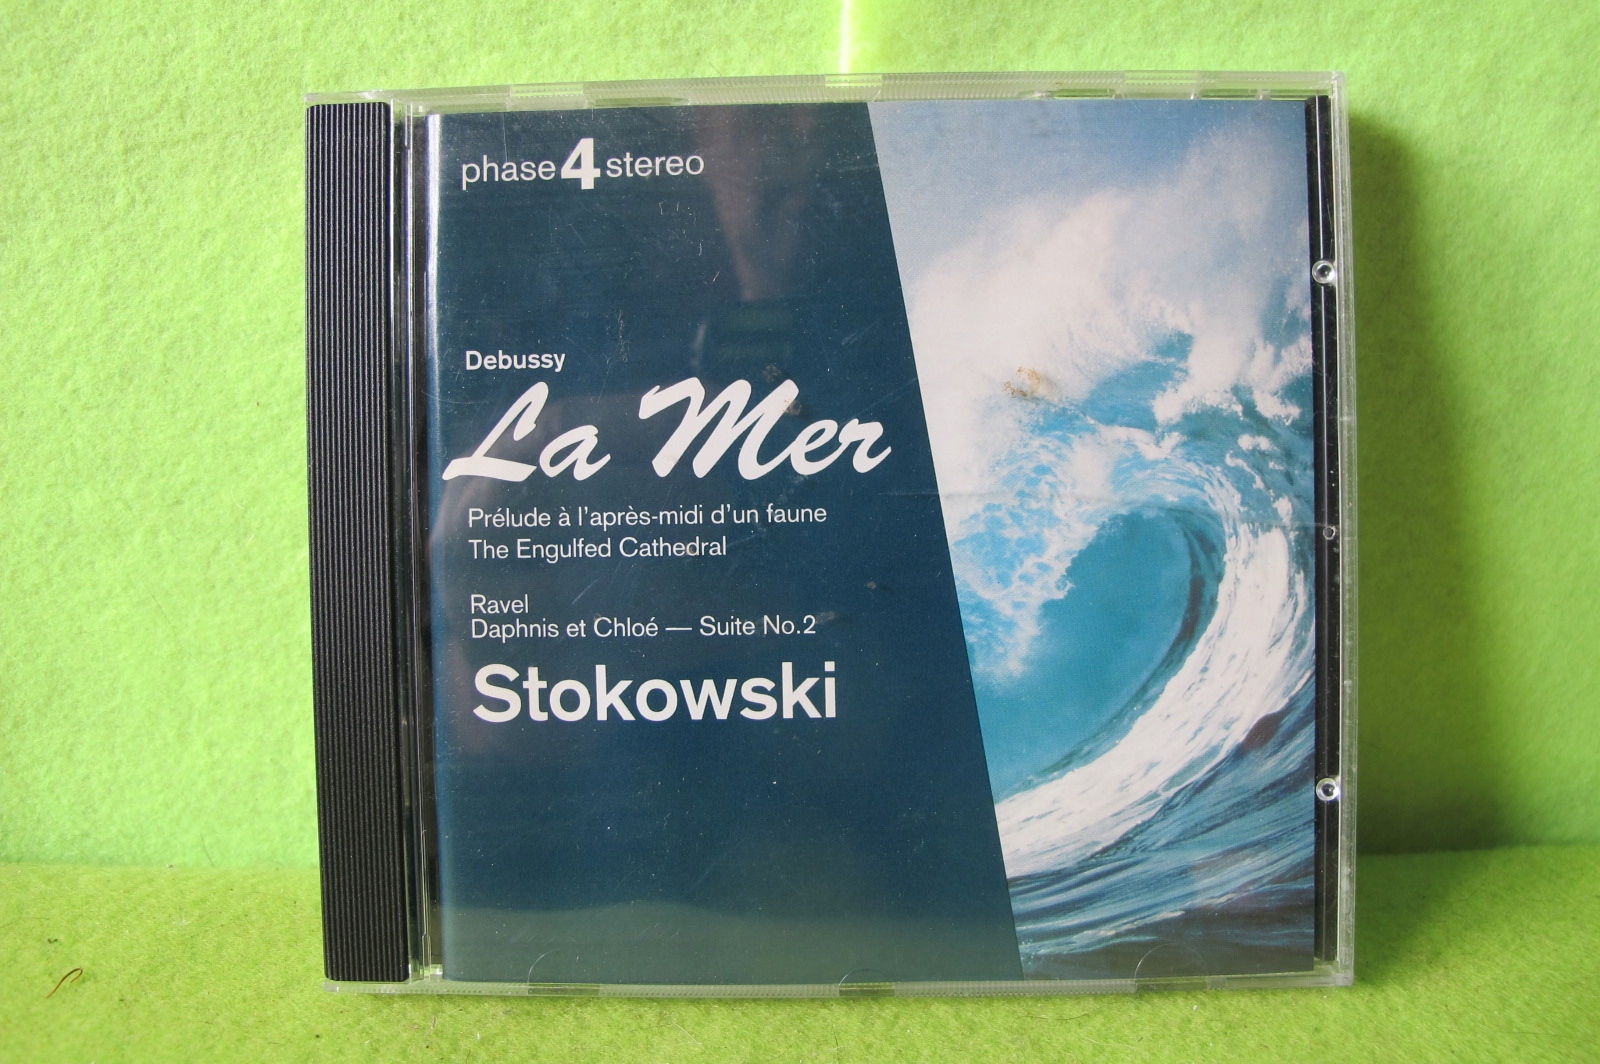 phase 4 stereo
Debussy
La Mer
Prélude à l'après-midi d'un faune
The Engulfed Cathedral
Ravel
Daphnis et Chloé — Suite No.2
Stokowski